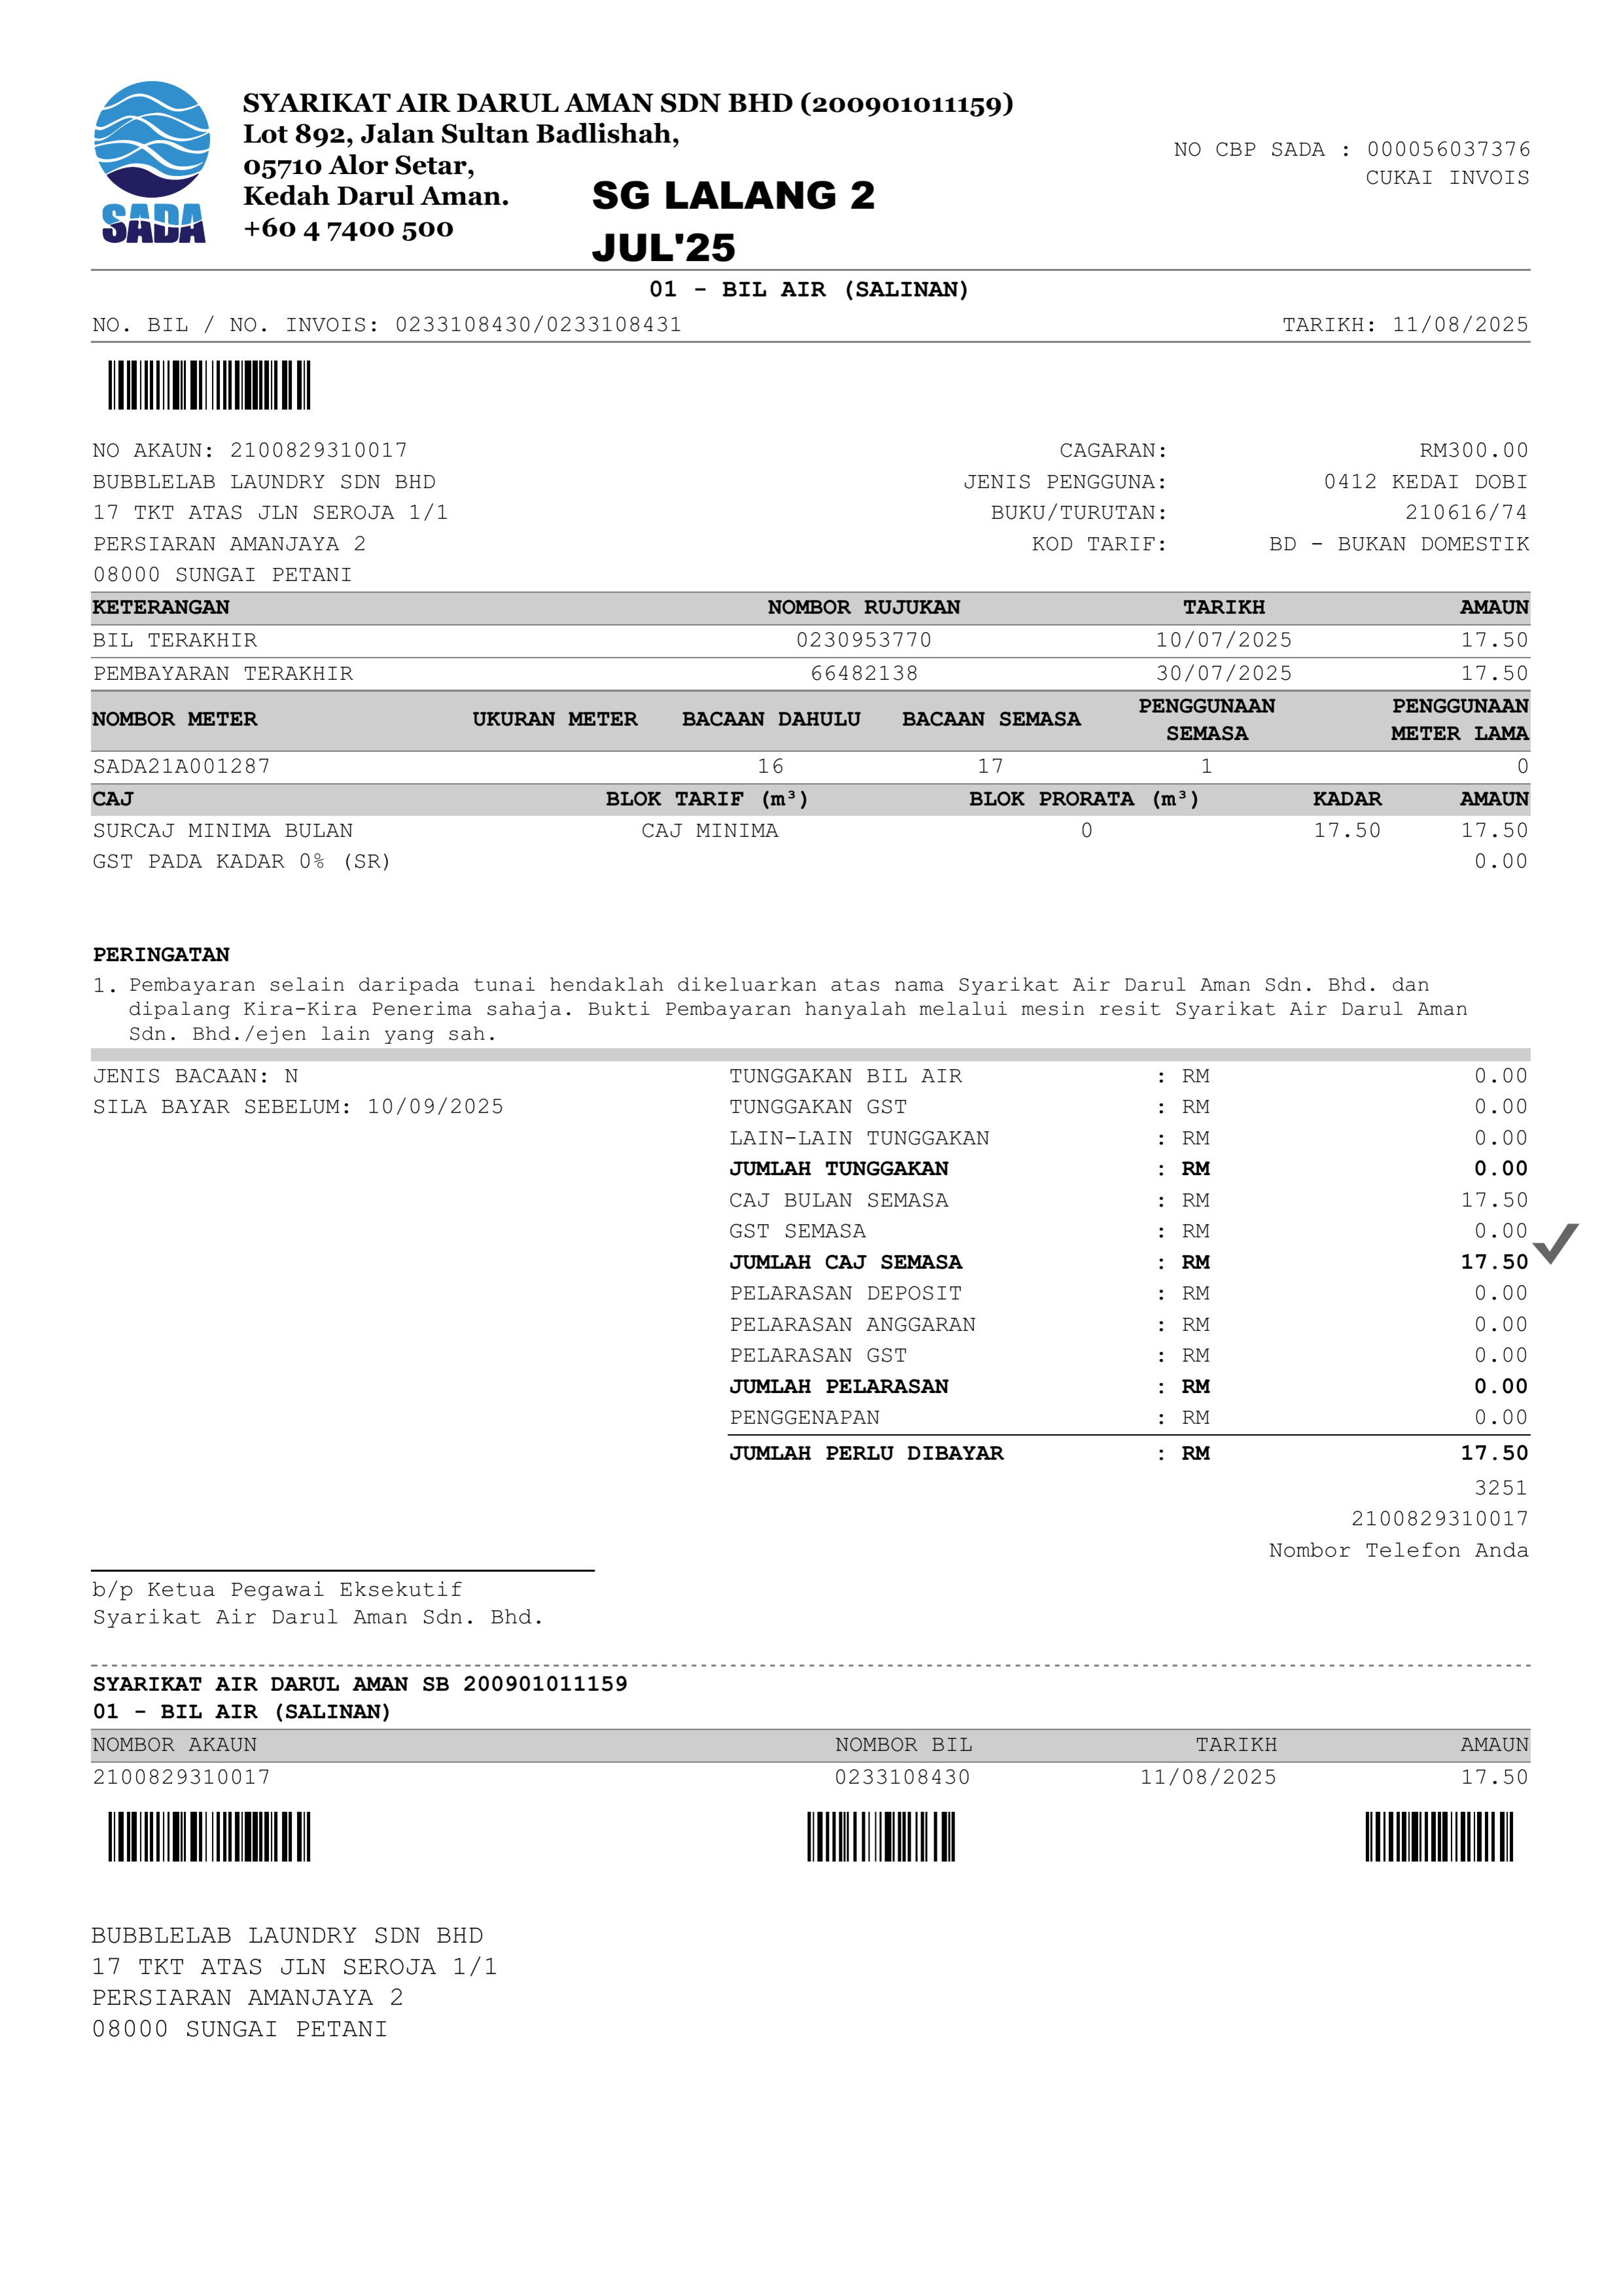 SYARIKAT AIR DARUL AMAN SDN BHD (200901011159)
Lot 892, Jalan Sultan Badlishah,
05710 Alor Setar,
Kedah Darul Aman.
+60 4 7400 500
SADA
SG LALANG 2
JUL'25
NO CBP SADA : 000056037376
CUKAI INVOIS
01 - BIL AIR (SALINAN)
NO. BIL / NO. INVOIS: 0233108430/0233108431 TARIKH: 11/08/2025
NO AKAUN: 2100829310017 CAGARAN: RM300.00
BUBBLELAB LAUNDRY SDN BHD JENIS PENGGUNA: 0412 KEDAI DOBI
17 TKT ATAS JLN SEROJA 1/1 BUKU/TURUTAN: 210616/74
PERSIARAN AMANJAYA 2 KOD TARIF: BD - BUKAN DOMESTIK
08000 SUNGAI PETANI
KETERANGAN NOMBOR RUJUKAN TARIKH AMAUN
BIL TERAKHIR 0230953770 10/07/2025 17.50
PEMBAYARAN TERAKHIR 66482138 30/07/2025 17.50
NOMBOR METER UKURAN METER BACAAN DAHULU BACAAN SEMASA PENGGUNAAN SEMASA PENGGUNAAN METER LAMA
SADA21A001287 16 17 1 0
CAJ BLOK TARIF (m³) BLOK PRORATA (m³) KADAR AMAUN
SURCAJ MINIMA BULAN CAJ MINIMA 0 17.50 17.50
GST PADA KADAR 0% (SR) 0.00
PERINGATAN
1. Pembayaran selain daripada tunai hendaklah dikeluarkan atas nama Syarikat Air Darul Aman Sdn. Bhd. dan
dipalang Kira-Kira Penerima sahaja. Bukti Pembayaran hanyalah melalui mesin resit Syarikat Air Darul Aman
Sdn. Bhd./ejen lain yang sah.
JENIS BACAAN: N
SILA BAYAR SEBELUM: 10/09/2025
TUNGGAKAN BIL AIR : RM 0.00
TUNGGAKAN GST : RM 0.00
LAIN-LAIN TUNGGAKAN : RM 0.00
JUMLAH TUNGGAKAN : RM 0.00
CAJ BULAN SEMASA : RM 17.50
GST SEMASA : RM 0.00
JUMLAH CAJ SEMASA : RM 17.50
PELARASAN DEPOSIT : RM 0.00
PELARASAN ANGGARAN : RM 0.00
PELARASAN GST : RM 0.00
JUMLAH PELARASAN : RM 0.00
PENGGENAPAN : RM 0.00
JUMLAH PERLU DIBAYAR : RM 17.50
3251
2100829310017
Nombor Telefon Anda
b/p Ketua Pegawai Eksekutif
Syarikat Air Darul Aman Sdn. Bhd.
SYARIKAT AIR DARUL AMAN SB 200901011159
01 - BIL AIR (SALINAN)
NOMBOR AKAUN NOMBOR BIL TARIKH AMAUN
2100829310017 0233108430 11/08/2025 17.50
BUBBLELAB LAUNDRY SDN BHD
17 TKT ATAS JLN SEROJA 1/1
PERSIARAN AMANJAYA 2
08000 SUNGAI PETANI